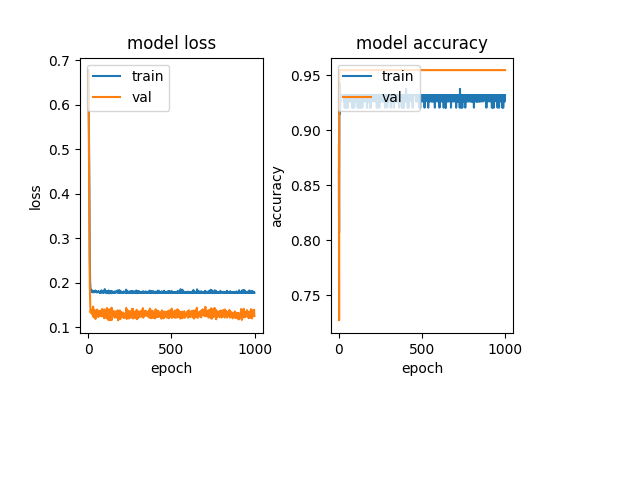 model loss
0.7
0.6
0.5
0.4
0.3
0.2
0.1
loss
train
val
0
500
1000
epoch
model accuracy
0.95
0.90
0.85
0.80
0.75
accuracy
train
val
0
500
1000
epoch